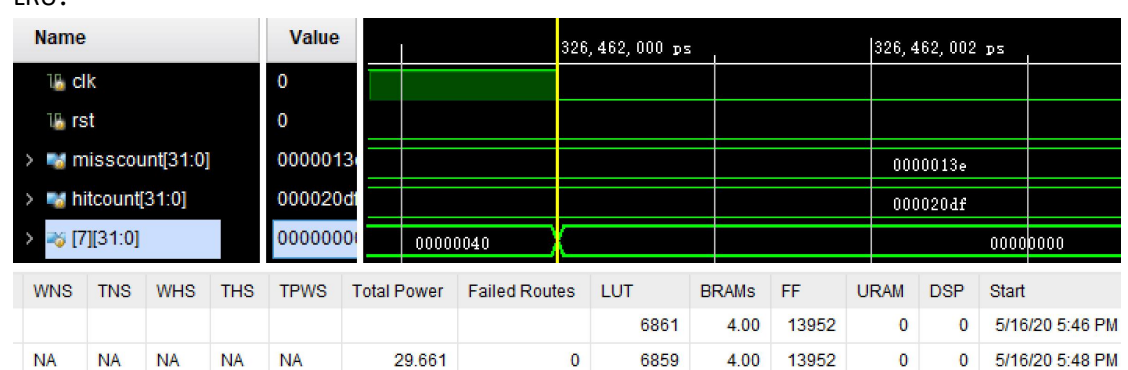 LRU:
Name Value 326,462,000 ps 326,462,002 ps
clk 0
rst 0
> misscount[31:0] 0000013e 0000013e
> hitcount[31:0] 000020df 000020df
> [7][31:0] 00000000 00000040 00000000
WNS TNS WHS THS TPWS Total Power Failed Routes LUT BRAMs FF URAM DSP Start
6861 4.00 13952 0 0 5/16/20 5:46 PM
NA NA NA NA NA 29.661 0 6859 4.00 13952 0 0 5/16/20 5:48 PM